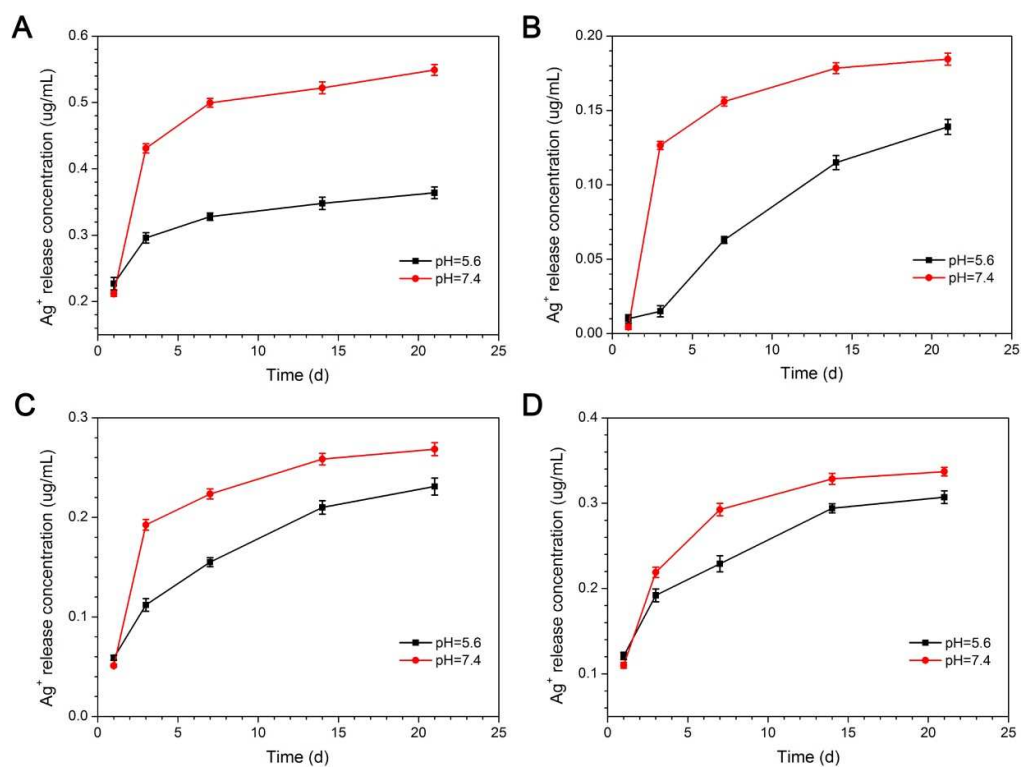 A
Ag⁺ release concentration (ug/mL)
0.6
0.5
0.4
0.3
0.2
pH=5.6
pH=7.4
0 5 10 15 20 25
Time (d)
B
Ag⁺ release concentration (ug/mL)
0.20
0.15
0.10
0.05
0.00
pH=5.6
pH=7.4
0 5 10 15 20 25
Time (d)
C
Ag⁺ release concentration (ug/mL)
0.3
0.2
0.1
0.0
pH=5.6
pH=7.4
0 5 10 15 20 25
Time (d)
D
Ag⁺ release concentration (ug/mL)
0.4
0.3
0.2
0.1
pH=5.6
pH=7.4
0 5 10 15 20 25
Time (d)